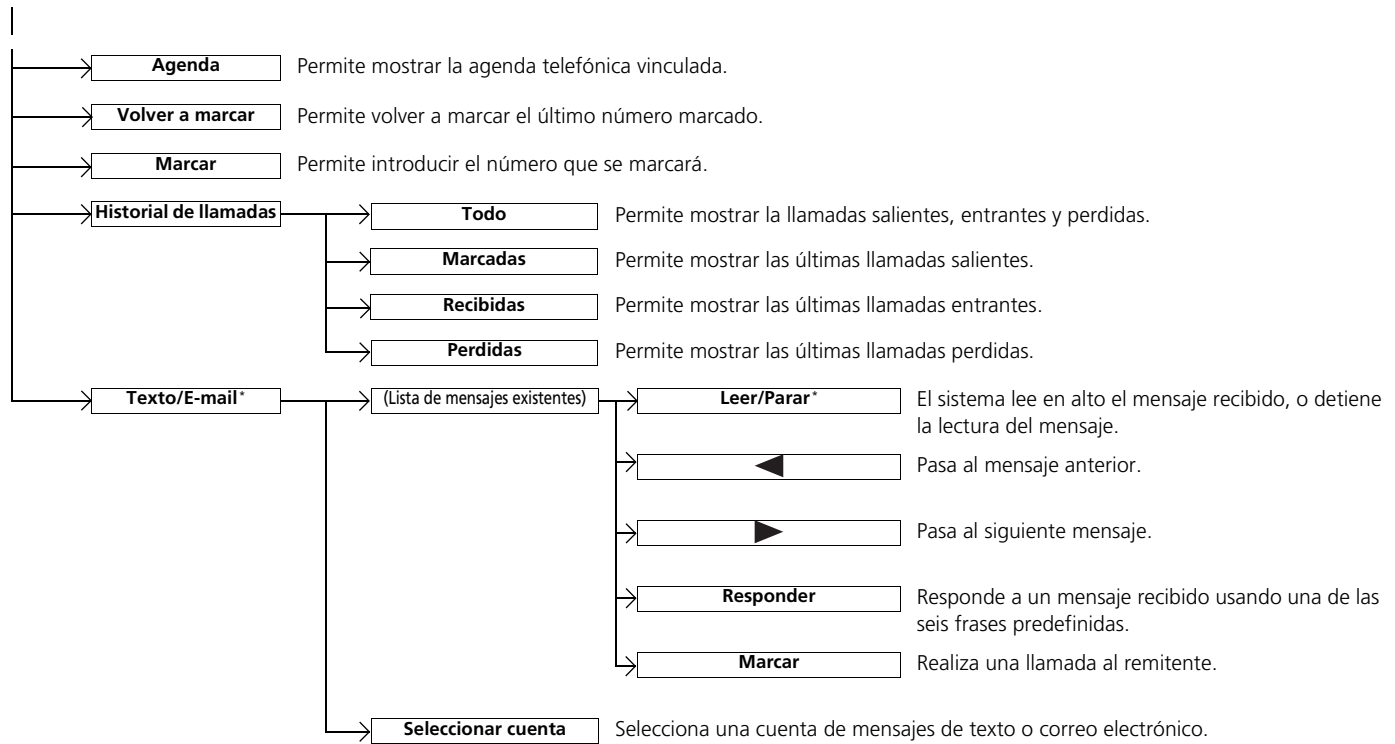 Agenda Permite mostrar la agenda telefónica vinculada.
Volver a marcar Permite volver a marcar el último número marcado.
Marcar Permite introducir el número que se marcará.
Historial de llamadas Todo Permite mostrar la llamadas salientes, entrantes y perdidas.
Marcadas Permite mostrar las últimas llamadas salientes.
Recibidas Permite mostrar las últimas llamadas entrantes.
Perdidas Permite mostrar las últimas llamadas perdidas.
Texto/E-mail* (Lista de mensajes existentes) Leer/Parar* El sistema lee en alto el mensaje recibido, o detiene
la lectura del mensaje.
Pasa al mensaje anterior.
Pasa al siguiente mensaje.
Responder Responde a un mensaje recibido usando una de las
seis frases predefinidas.
Marcar Realiza una llamada al remitente.
Seleccionar cuenta Selecciona una cuenta de mensajes de texto o correo electrónico.